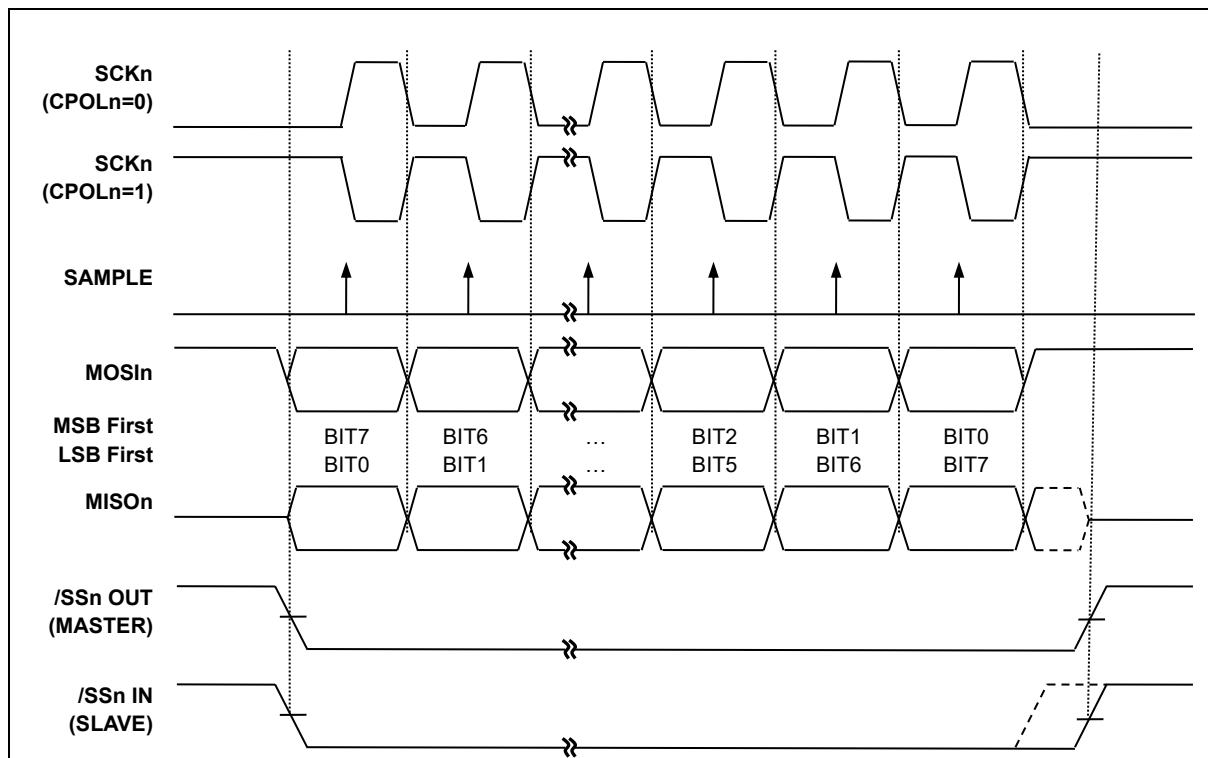 SCKn
(CPOLn=0)
SCKn
(CPOLn=1)
SAMPLE
MOSIn
MSB First BIT7 BIT6 … BIT2 BIT1 BIT0
LSB First BIT0 BIT1 … BIT5 BIT6 BIT7
MISOn
/SSn OUT
(MASTER)
/SSn IN
(SLAVE)